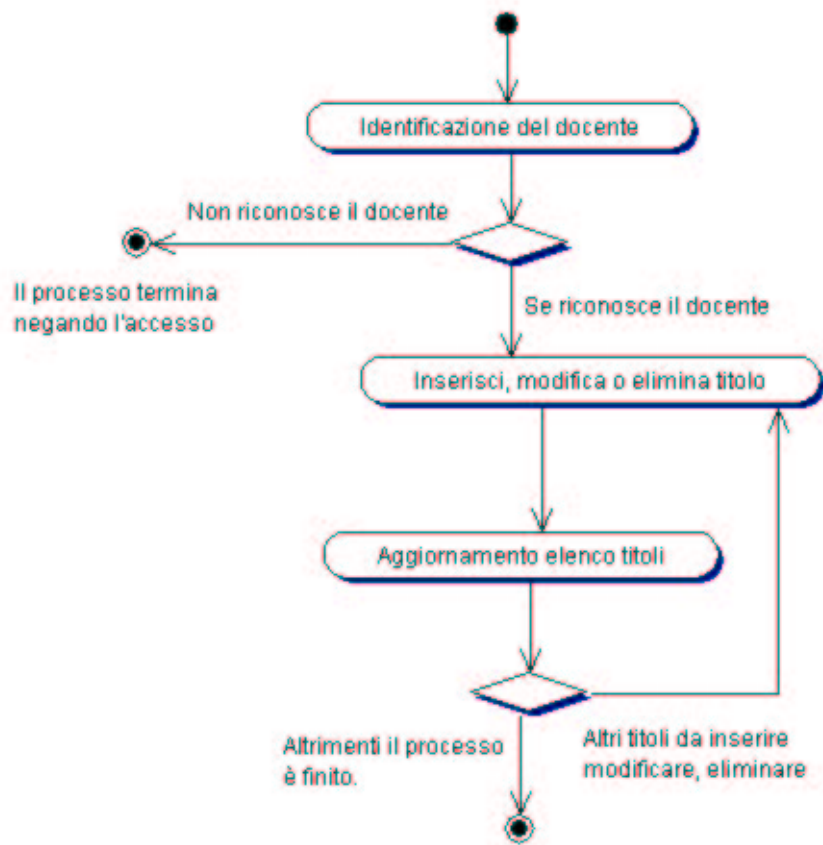 Identificazione del docente
Non riconosce il docente
Il processo termina
negando l'accesso
Se riconosce il docente
Inserisci, modifica o elimina titolo
Aggiornamento elenco titoli
Altrimenti il processo
è finito.
Altri titoli da inserire
modificare, eliminare